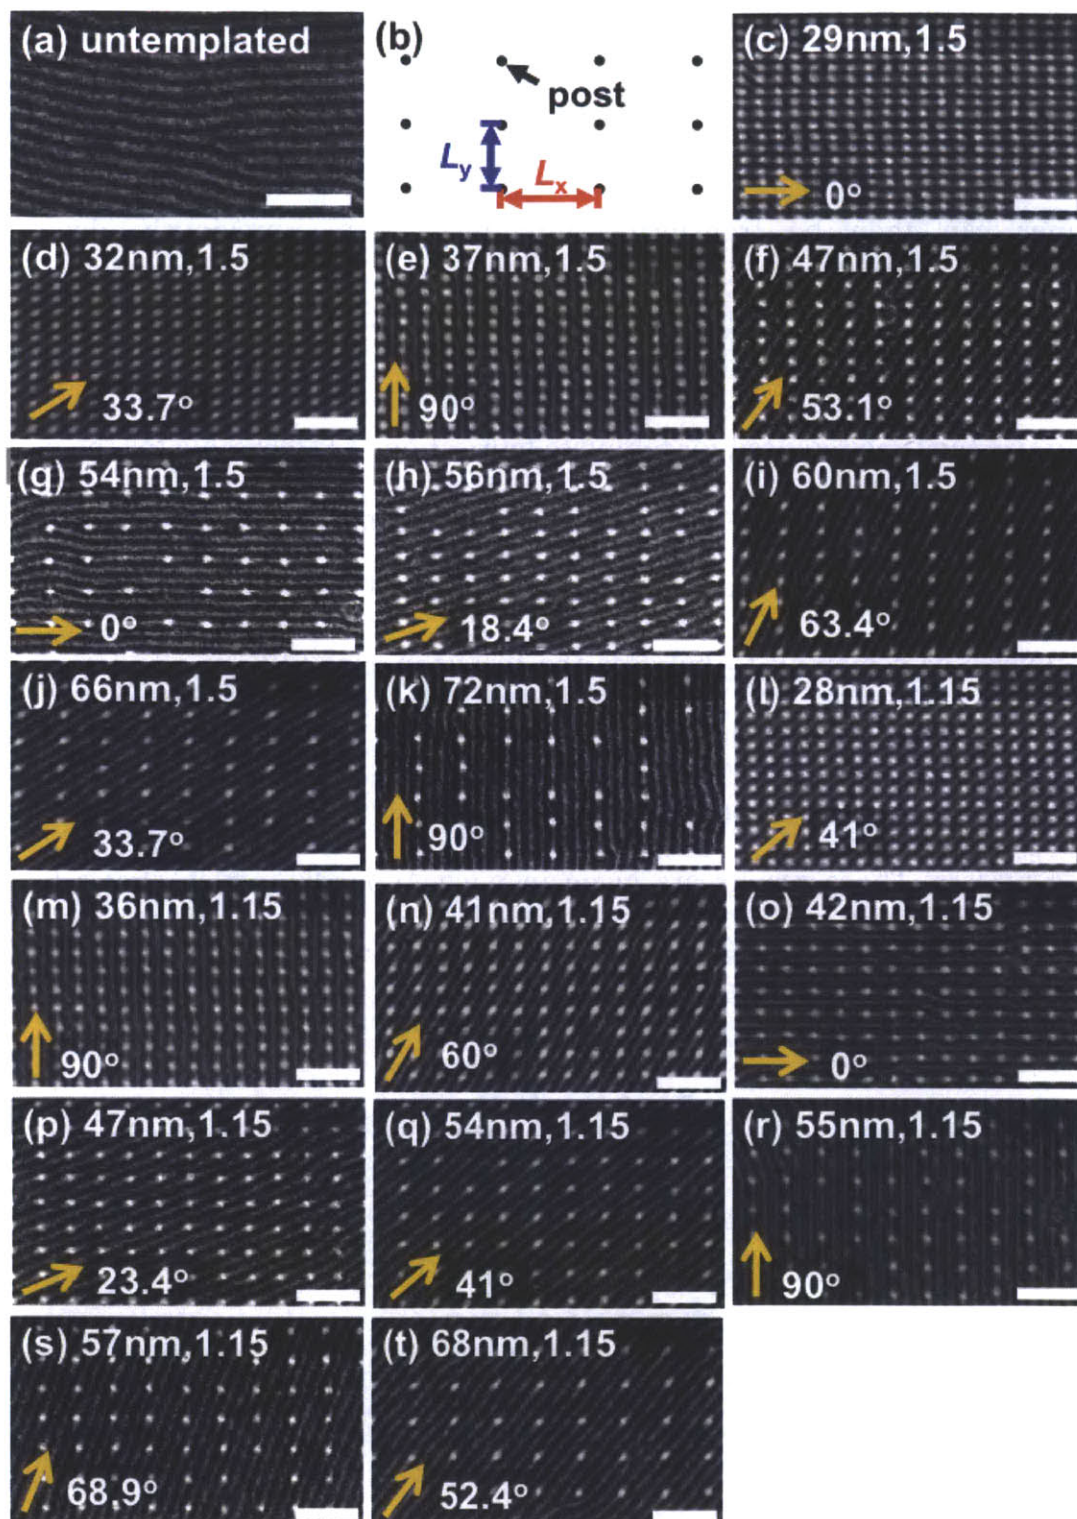 (a) untemplated
(b)
post
Ly
Lx
(c) 29nm,1.5
0°
(d) 32nm,1.5
33.7°
(e) 37nm,1.5
90°
(f) 47nm,1.5
53.1°
(g) 54nm,1.5
0°
(h) 56nm,1.5
18.4°
(i) 60nm,1.5
63.4°
(j) 66nm,1.5
33.7°
(k) 72nm,1.5
90°
(l) 28nm,1.15
41°
(m) 36nm,1.15
90°
(n) 41nm,1.15
60°
(o) 42nm,1.15
0°
(p) 47nm,1.15
23.4°
(q) 54nm,1.15
41°
(r) 55nm,1.15
90°
(s) 57nm,1.15
68.9°
(t) 68nm,1.15
52.4°